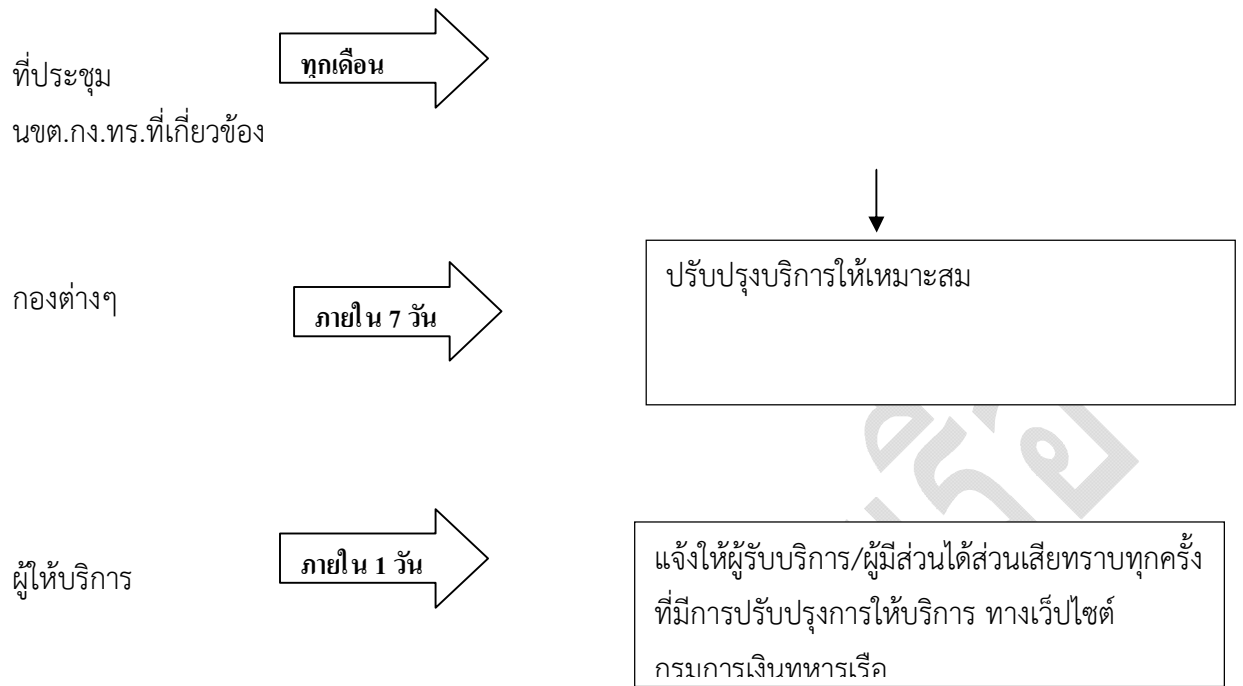 ที่ประชุม
นขต.กง.ทร.ที่เกี่ยวข้อง
ทุกเดือน
กองต่างๆ
ภายใน 7 วัน
ปรับปรุงบริการให้เหมาะสม
ผู้ให้บริการ
ภายใน 1 วัน
แจ้งให้ผู้รับบริการ/ผู้มีส่วนได้ส่วนเสียทราบทุกครั้ง
ที่มีการปรับปรุงการให้บริการ ทางเว็ปไซต์
กรมการเงินทหารเรือ